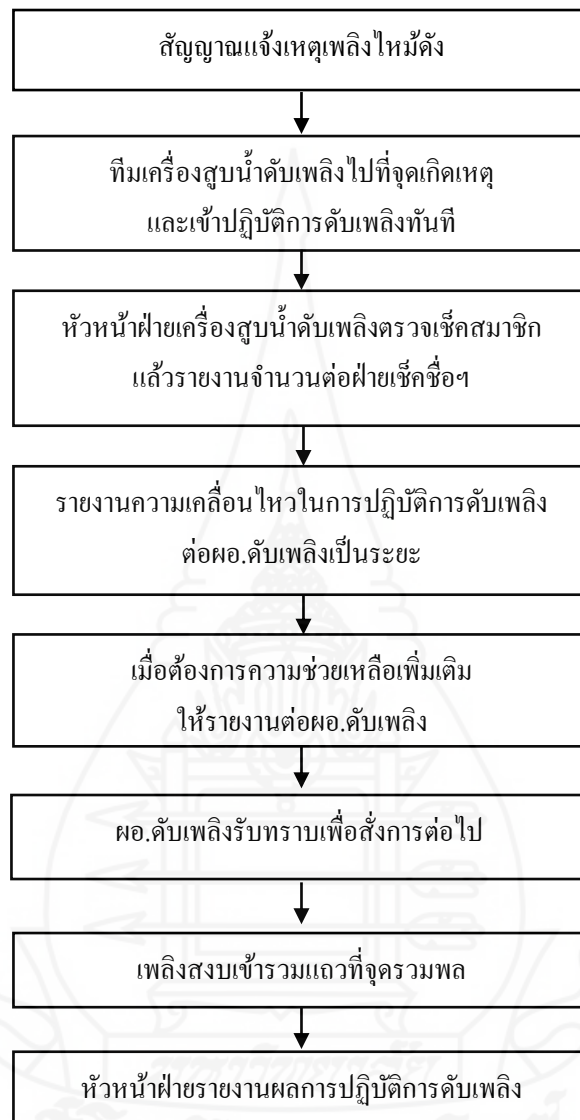 สัญญาณแจ้งเหตุเพลิงไหม้ดัง
ทีมเครื่องสูบน้ำดับเพลิงไปที่จุดเกิดเหตุ
และเข้าปฏิบัติการดับเพลิงทันที
หัวหน้าฝ่ายเครื่องสูบน้ำดับเพลิงตรวจเช็คสมาชิก
แล้วรายงานจำนวนต่อฝ่ายเช็คชื่อฯ
รายงานความเคลื่อนไหวในการปฏิบัติการดับเพลิง
ต่อผอ.ดับเพลิงเป็นระยะ
เมื่อต้องการความช่วยเหลือเพิ่มเติม
ให้รายงานต่อผอ.ดับเพลิง
ผอ.ดับเพลิงรับทราบเพื่อสั่งการต่อไป
เพลิงสงบเข้ารวมแถวที่จุดรวมพล
หัวหน้าฝ่ายรายงานผลการปฏิบัติการดับเพลิง